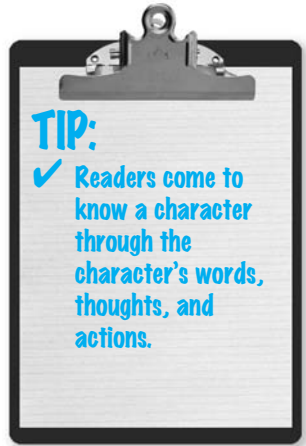 TIP:
✔ Readers come to
know a character
through the
character's words,
thoughts, and
actions.